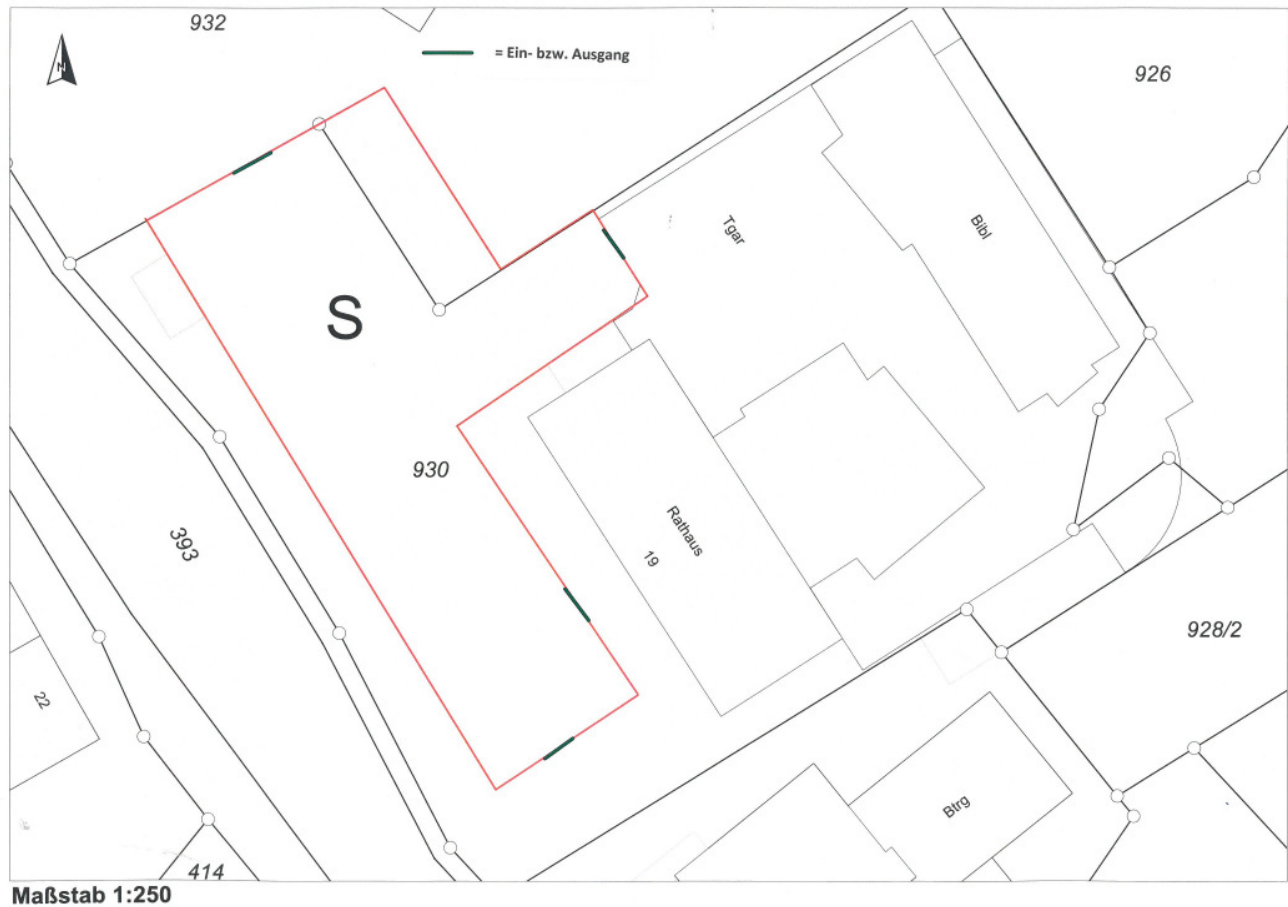 932
= Ein- bzw. Ausgang
N
926
Tgar
Bibl
S
930
393
Rathaus
19
928/2
22
Btrg
414
Maßstab 1:250